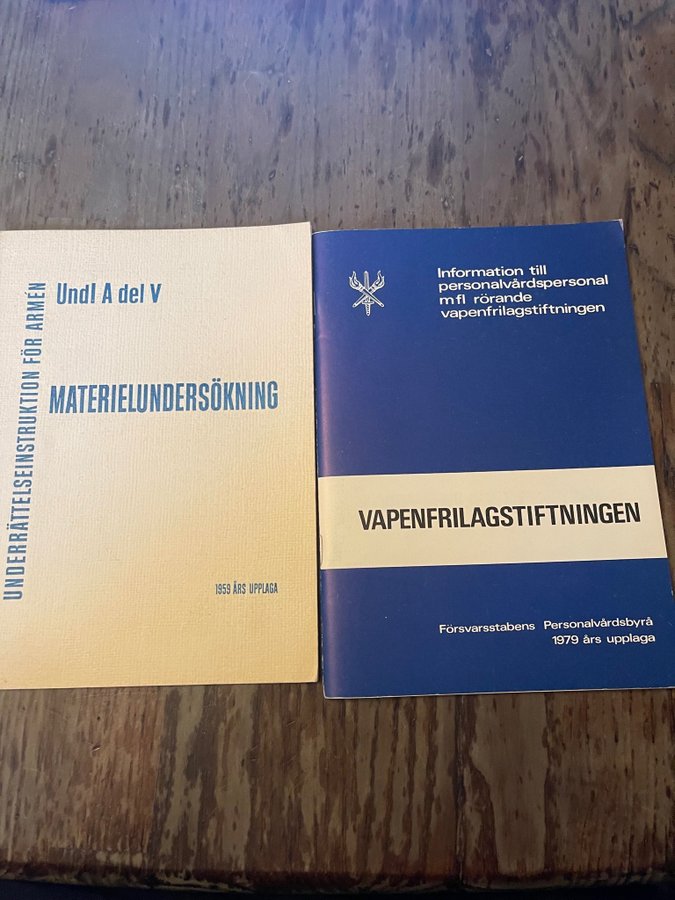 UNDERRÄTTELSEINSTRUKTION FÖR ARMÉN
UndI A del V
MATERIELUNDERSÖKNING
1959 ÅRS UPPLAGA
Information till
personalvårdspersonal
m fl rörande
vapenfrilagstiftningen
VAPENFRILAGSTIFTNINGEN
Försvarsstabens Personalvårdsbyrå
1979 års upplaga